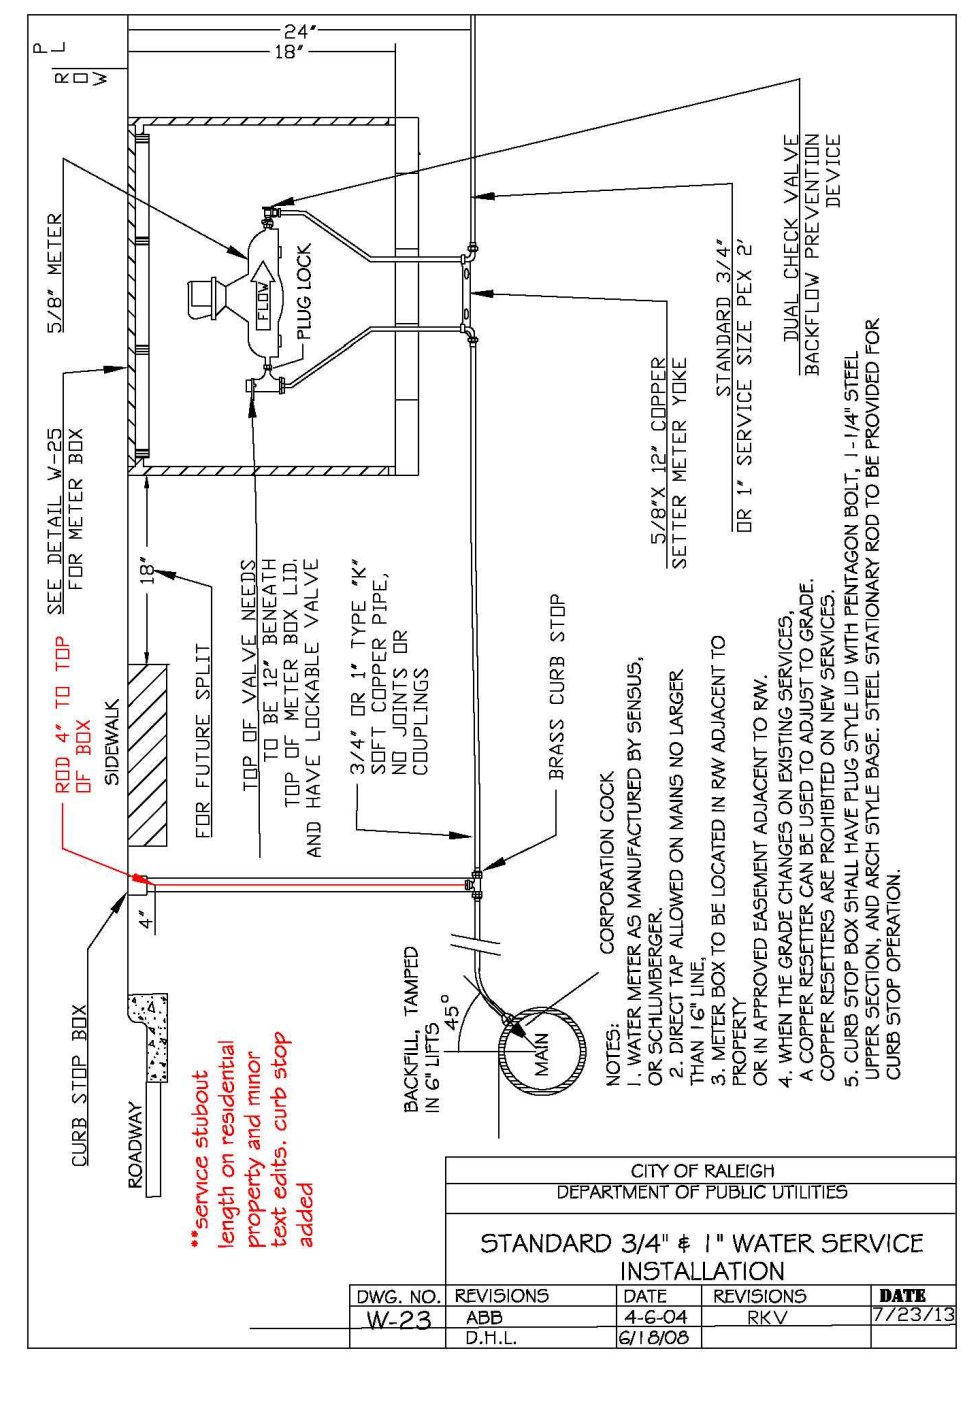 P
L
ROW
24"
18"
5/8" METER
SEE DETAIL W-25
FOR METER BOX
ROD 4" TO TOP
OF BOX
SIDEWALK
18"
FOR FUTURE SPLIT
CURB STOP BOX
4"
ROADWAY
FLOW
PLUG LOCK
TOP OF VALVE NEEDS
TO BE 12" BENEATH
TOP OF METER BOX LID.
AND HAVE LOCKABLE VALVE
3/4" OR 1" TYPE "K"
SOFT COPPER PIPE,
NO JOINTS OR
COUPLINGS
DUAL CHECK VALVE
BACKFLOW PREVENTION
DEVICE
STANDARD 3/4"
OR 1" SERVICE SIZE PEX 2'
5/8"X 12" COPPER
SETTER METER YOKE
BRASS CURB STOP
CORPORATION COCK
BACKFILL, TAMPED
IN 6" LIFTS
45°
MAIN
**service stubout
length on residential
property and minor
text edits. curb stop
added
NOTES:
1. WATER METER AS MANUFACTURED BY SENSUS,
OR SCHLUMBERGER.
2. DIRECT TAP ALLOWED ON MAINS NO LARGER
THAN 16" LINE,
3. METER BOX TO BE LOCATED IN R/W ADJACENT TO
PROPERTY
OR IN APPROVED EASEMENT ADJACENT TO R/W.
4. WHEN THE GRADE CHANGES ON EXISTING SERVICES,
A COPPER RESETTER CAN BE USED TO ADJUST TO GRADE.
COPPER RESETTERS ARE PROHIBITED ON NEW SERVICES.
5. CURB STOP BOX SHALL HAVE PLUG STYLE LID WITH PENTAGON BOLT, 1-1/4" STEEL
UPPER SECTION, AND ARCH STYLE BASE. STEEL STATIONARY ROD TO BE PROVIDED FOR
CURB STOP OPERATION.
CITY OF RALEIGH
DEPARTMENT OF PUBLIC UTILITIES
STANDARD 3/4" & 1" WATER SERVICE
INSTALLATION
DWG. NO. REVISIONS DATE REVISIONS DATE
W-23 ABB 4-6-04 RKV 7/23/13
D.H.L. 6/18/08